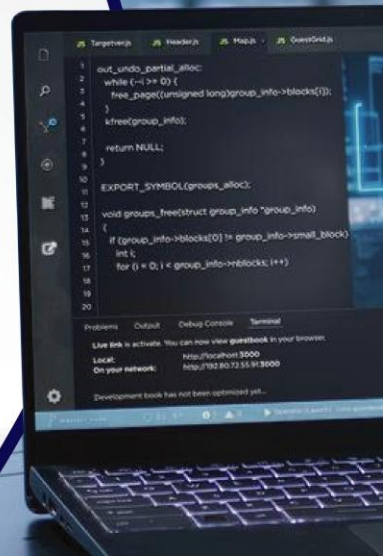 Targetver.js Header.js Map.js GuestGrid.js
1 out_undo_partial_alloc:
2 while (--i >= 0) {
3 free_page((unsigned long)group_info->blocks[i]);
4 }
5 kfree(group_info);
6
7 return NULL;
8 }
9
10
11 EXPORT_SYMBOL(groups_alloc);
12
13 void groups_free(struct group_info *group_info)
14 {
15 if (group_info->blocks[0] != group_info->small_block)
16 int i;
17 for (i = 0; i < group_info->nblocks; i++)
18
19
20
Problems Output Debug Console Terminal
Live link is activate. You can now view guestbook in your browser.
Local: http://localhost:3000
On your network: http://192.80.72.55.91:3000
Development book has not been optimized yet...